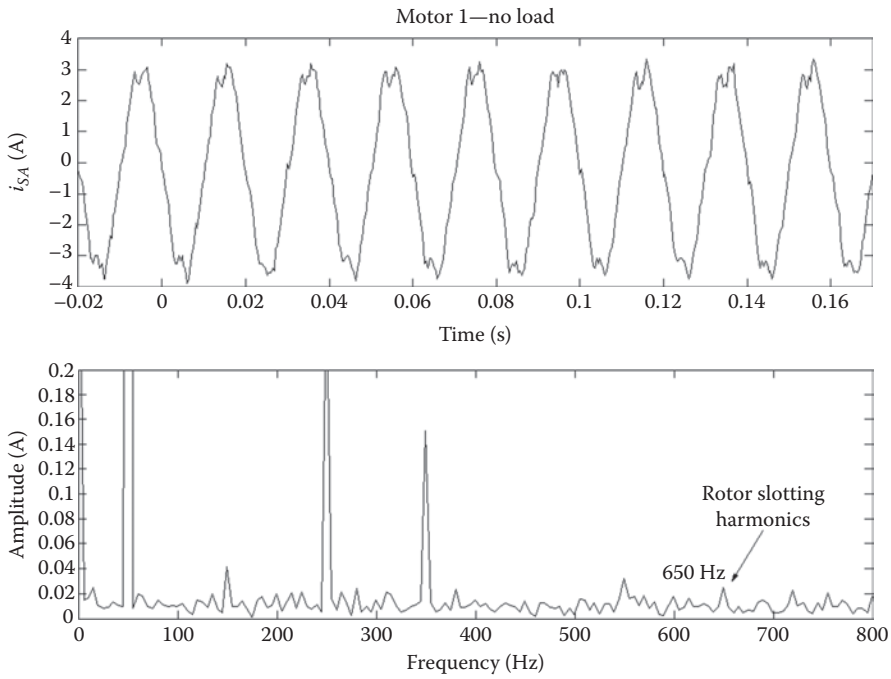 Motor 1—no load
4
3
2
1
0
−1
−2
−3
−4
i_SA (A)
−0.02 0 0.02 0.04 0.06 0.08 0.1 0.12 0.14 0.16
Time (s)
0.2
0.18
0.16
0.14
0.12
0.1
0.08
0.06
0.04
0.02
0
Amplitude (A)
Rotor slotting
harmonics
650 Hz
0 100 200 300 400 500 600 700 800
Frequency (Hz)